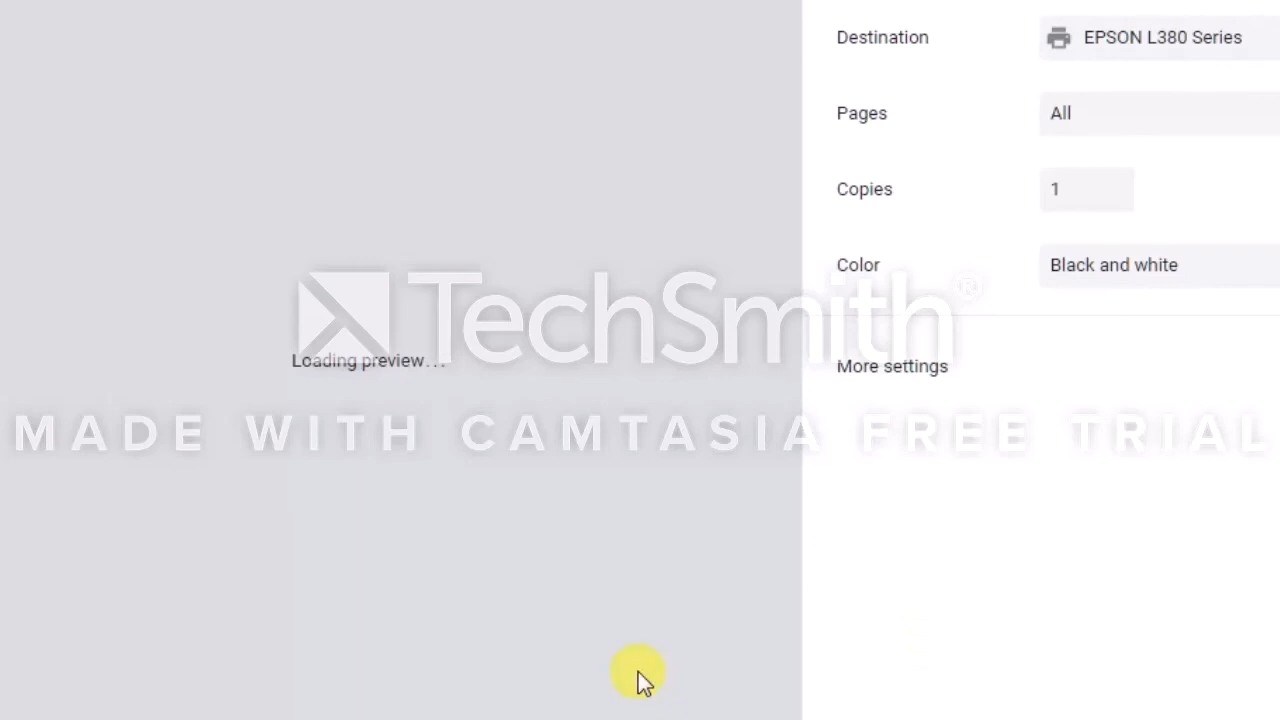 Destination
EPSON L380 Series
Pages
All
Copies
1
Color
Black and white
TechSmith®
Loading preview...
More settings
MADE WITH CAMTASIA FREE TRIAL